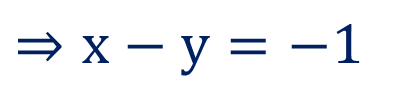 ⇒ x − y = −1